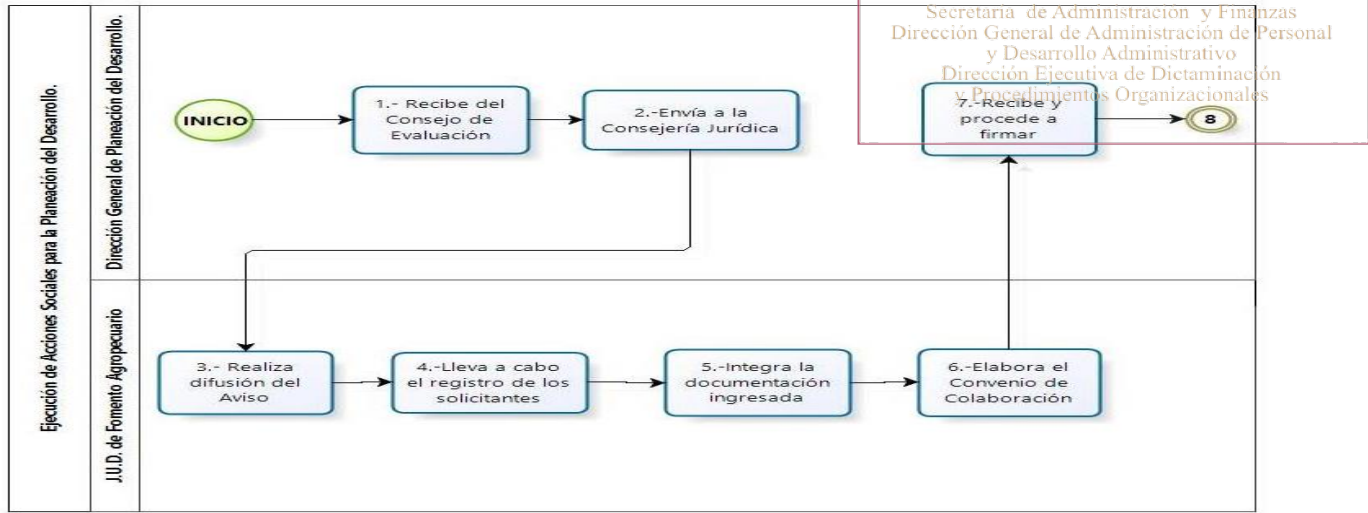 Secretaría de Administración y Finanzas
Dirección General de Administración de Personal
y Desarrollo Administrativo
Dirección Ejecutiva de Dictaminación
y Procedimientos Organizacionales
Ejecución de Acciones Sociales para la Planeación del Desarrollo.
Dirección General de Planeación del Desarrollo.
INICIO
1.- Recibe del
Consejo de
Evaluación
2.-Envía a la
Consejería Jurídica
7.-Recibe y
procede a
firmar
8
J.U.D. de Fomento Agropecuario
3.- Realiza
difusión del
Aviso
4.-Lleva a cabo
el registro de los
solicitantes
5.-Integra la
documentación
ingresada
6.-Elabora el
Convenio de
Colaboración